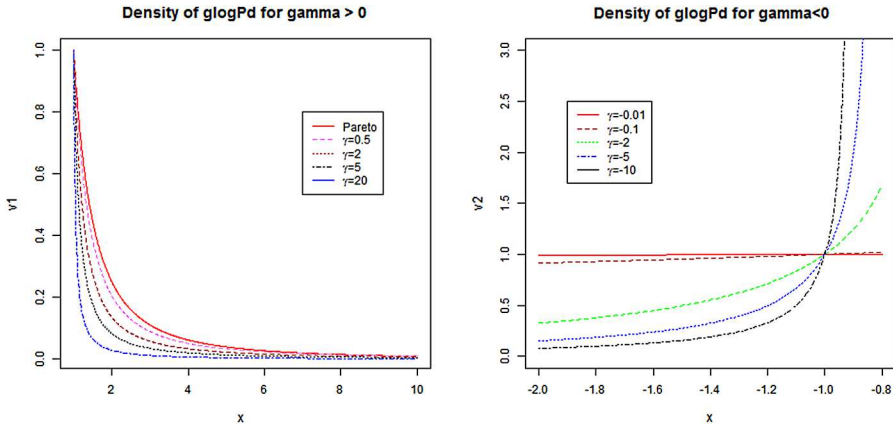 Density of glogPd for gamma > 0
v1
1.0
0.8
0.6
0.4
0.2
0.0
Pareto
γ=0.5
γ=2
γ=5
γ=20
2
4
6
8
10
x
Density of glogPd for gamma<0
v2
3.0
2.5
2.0
1.5
1.0
0.5
0.0
γ=-0.01
γ=-0.1
γ=-2
γ=-5
γ=-10
-2.0
-1.8
-1.6
-1.4
-1.2
-1.0
-0.8
x